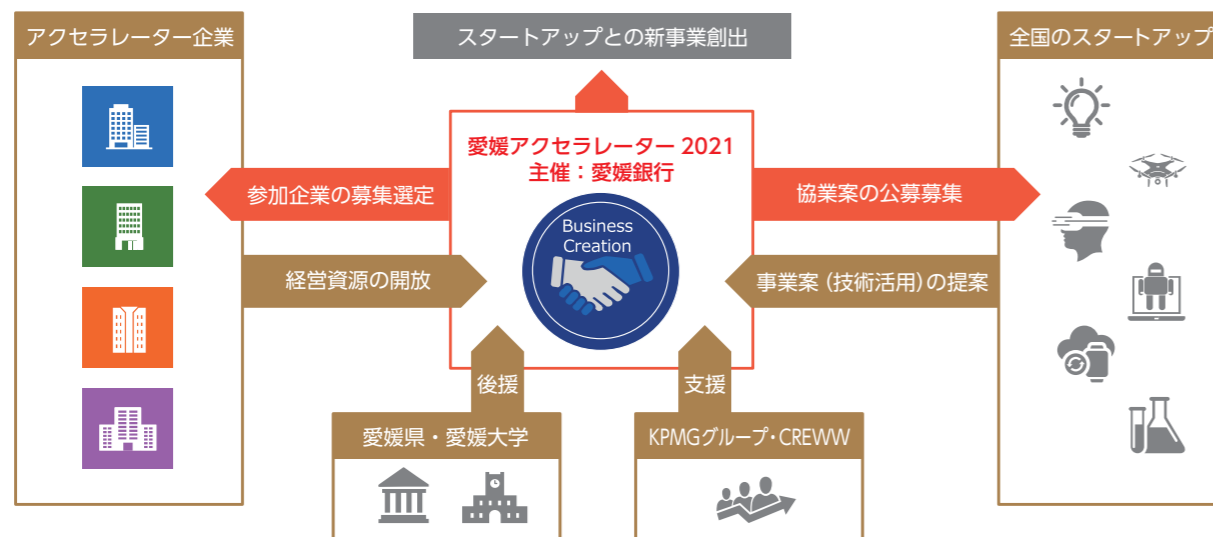 アクセラレーター企業
スタートアップとの新事業創出
全国のスタートアップ
愛媛アクセラレーター 2021
主催：愛媛銀行
参加企業の募集選定
協業案の公募募集
Business
Creation
経営資源の開放
事業案（技術活用）の提案
後援
支援
愛媛県・愛媛大学
KPMGグループ・CREWW